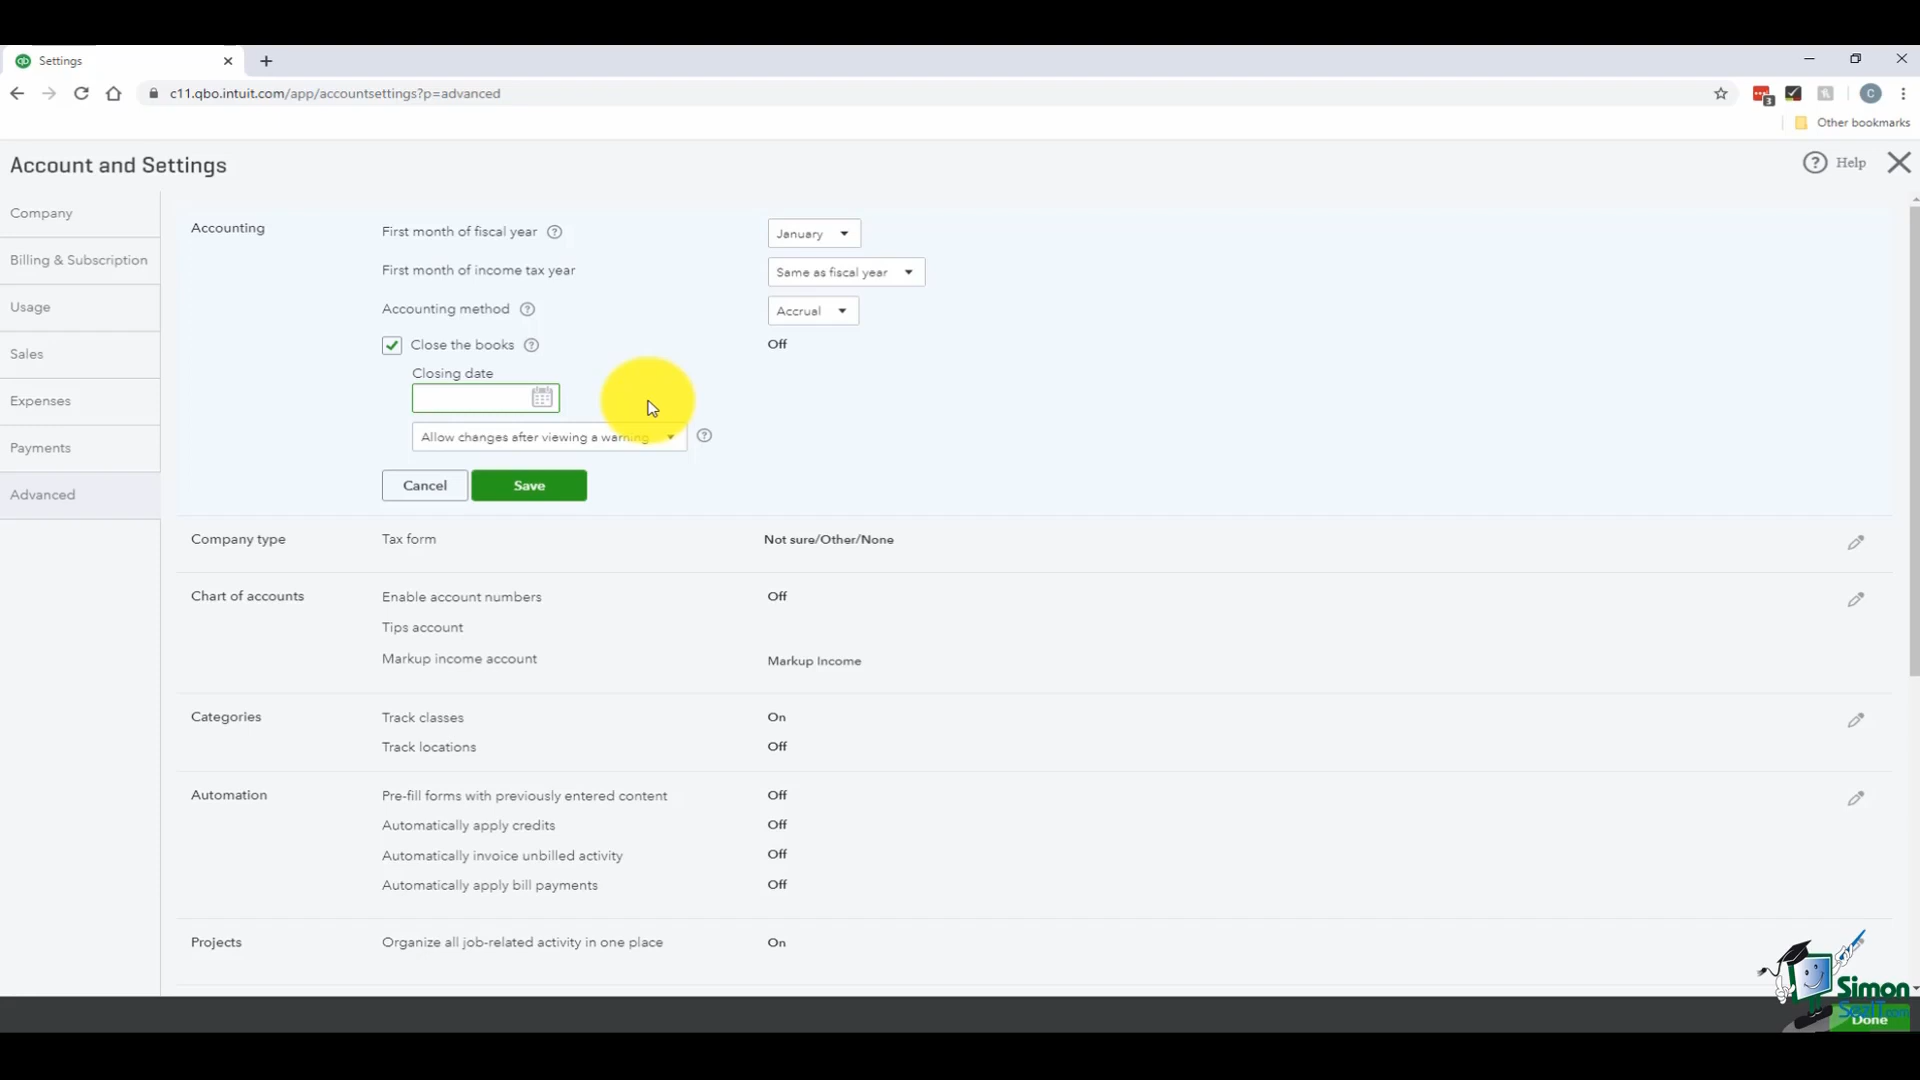 Settings
c11.qbo.intuit.com/app/accountsettings?p=advanced
3
C
Other bookmarks
Account and Settings
Help
Company
Billing & Subscription
Usage
Sales
Expenses
Payments
Advanced
Accounting
First month of fiscal year
January
First month of income tax year
Same as fiscal year
Accounting method
Accrual
Close the books
Off
Closing date
Allow changes after viewing a warning
Cancel
Save
Company type
Tax form
Not sure/Other/None
Chart of accounts
Enable account numbers
Off
Tips account
Markup income account
Markup Income
Categories
Track classes
On
Track locations
Off
Automation
Pre-fill forms with previously entered content
Off
Automatically apply credits
Off
Automatically invoice unbilled activity
Off
Automatically apply bill payments
Off
Projects
Organize all job-related activity in one place
On
Simon
SezIT.com
Done